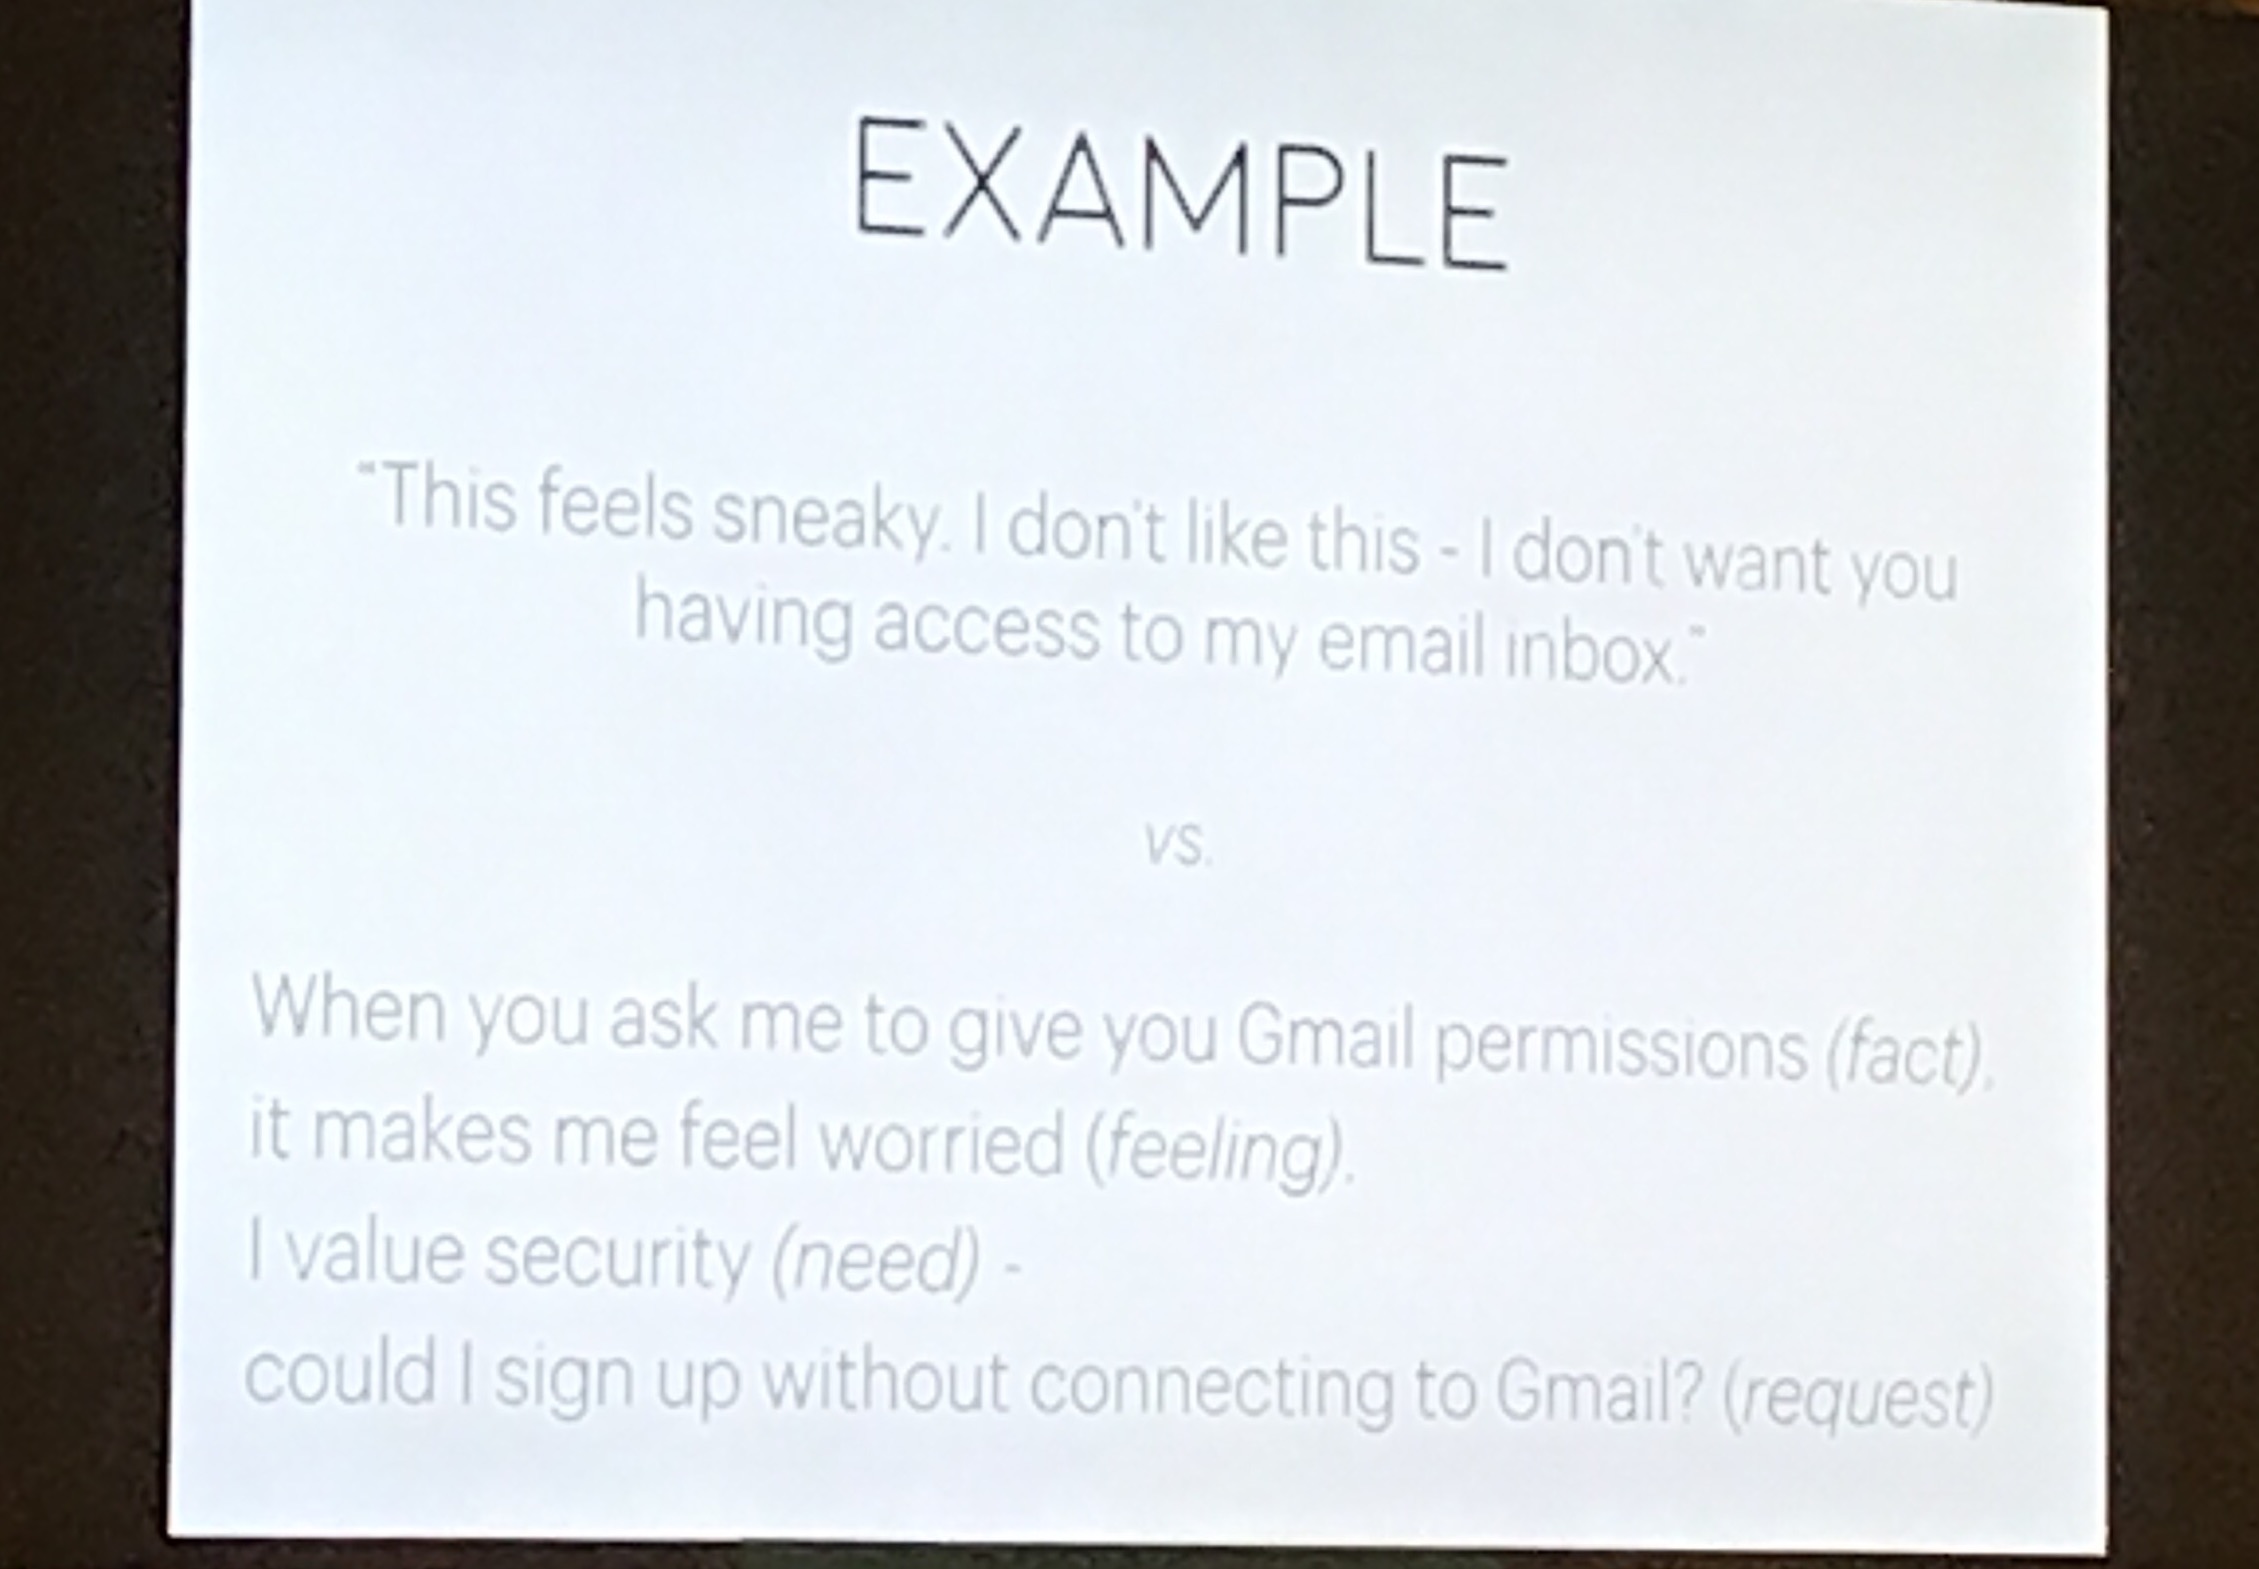 EXAMPLE
“This feels sneaky. I don't like this - I don't want you
having access to my email inbox.”
vs.
When you ask me to give you Gmail permissions (fact),
it makes me feel worried (feeling).
I value security (need) -
could I sign up without connecting to Gmail? (request)